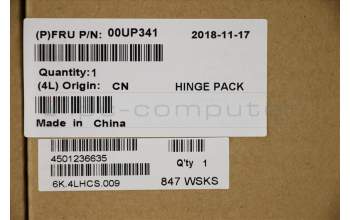 (P)FRU P/N: 00UP341 2018-11-17
Quantity:1
(4L) Origin: CN HINGE PACK
-computer
Made in China
4501236635 Q'ty 1
6K.4LHCS.009 847 WSKS